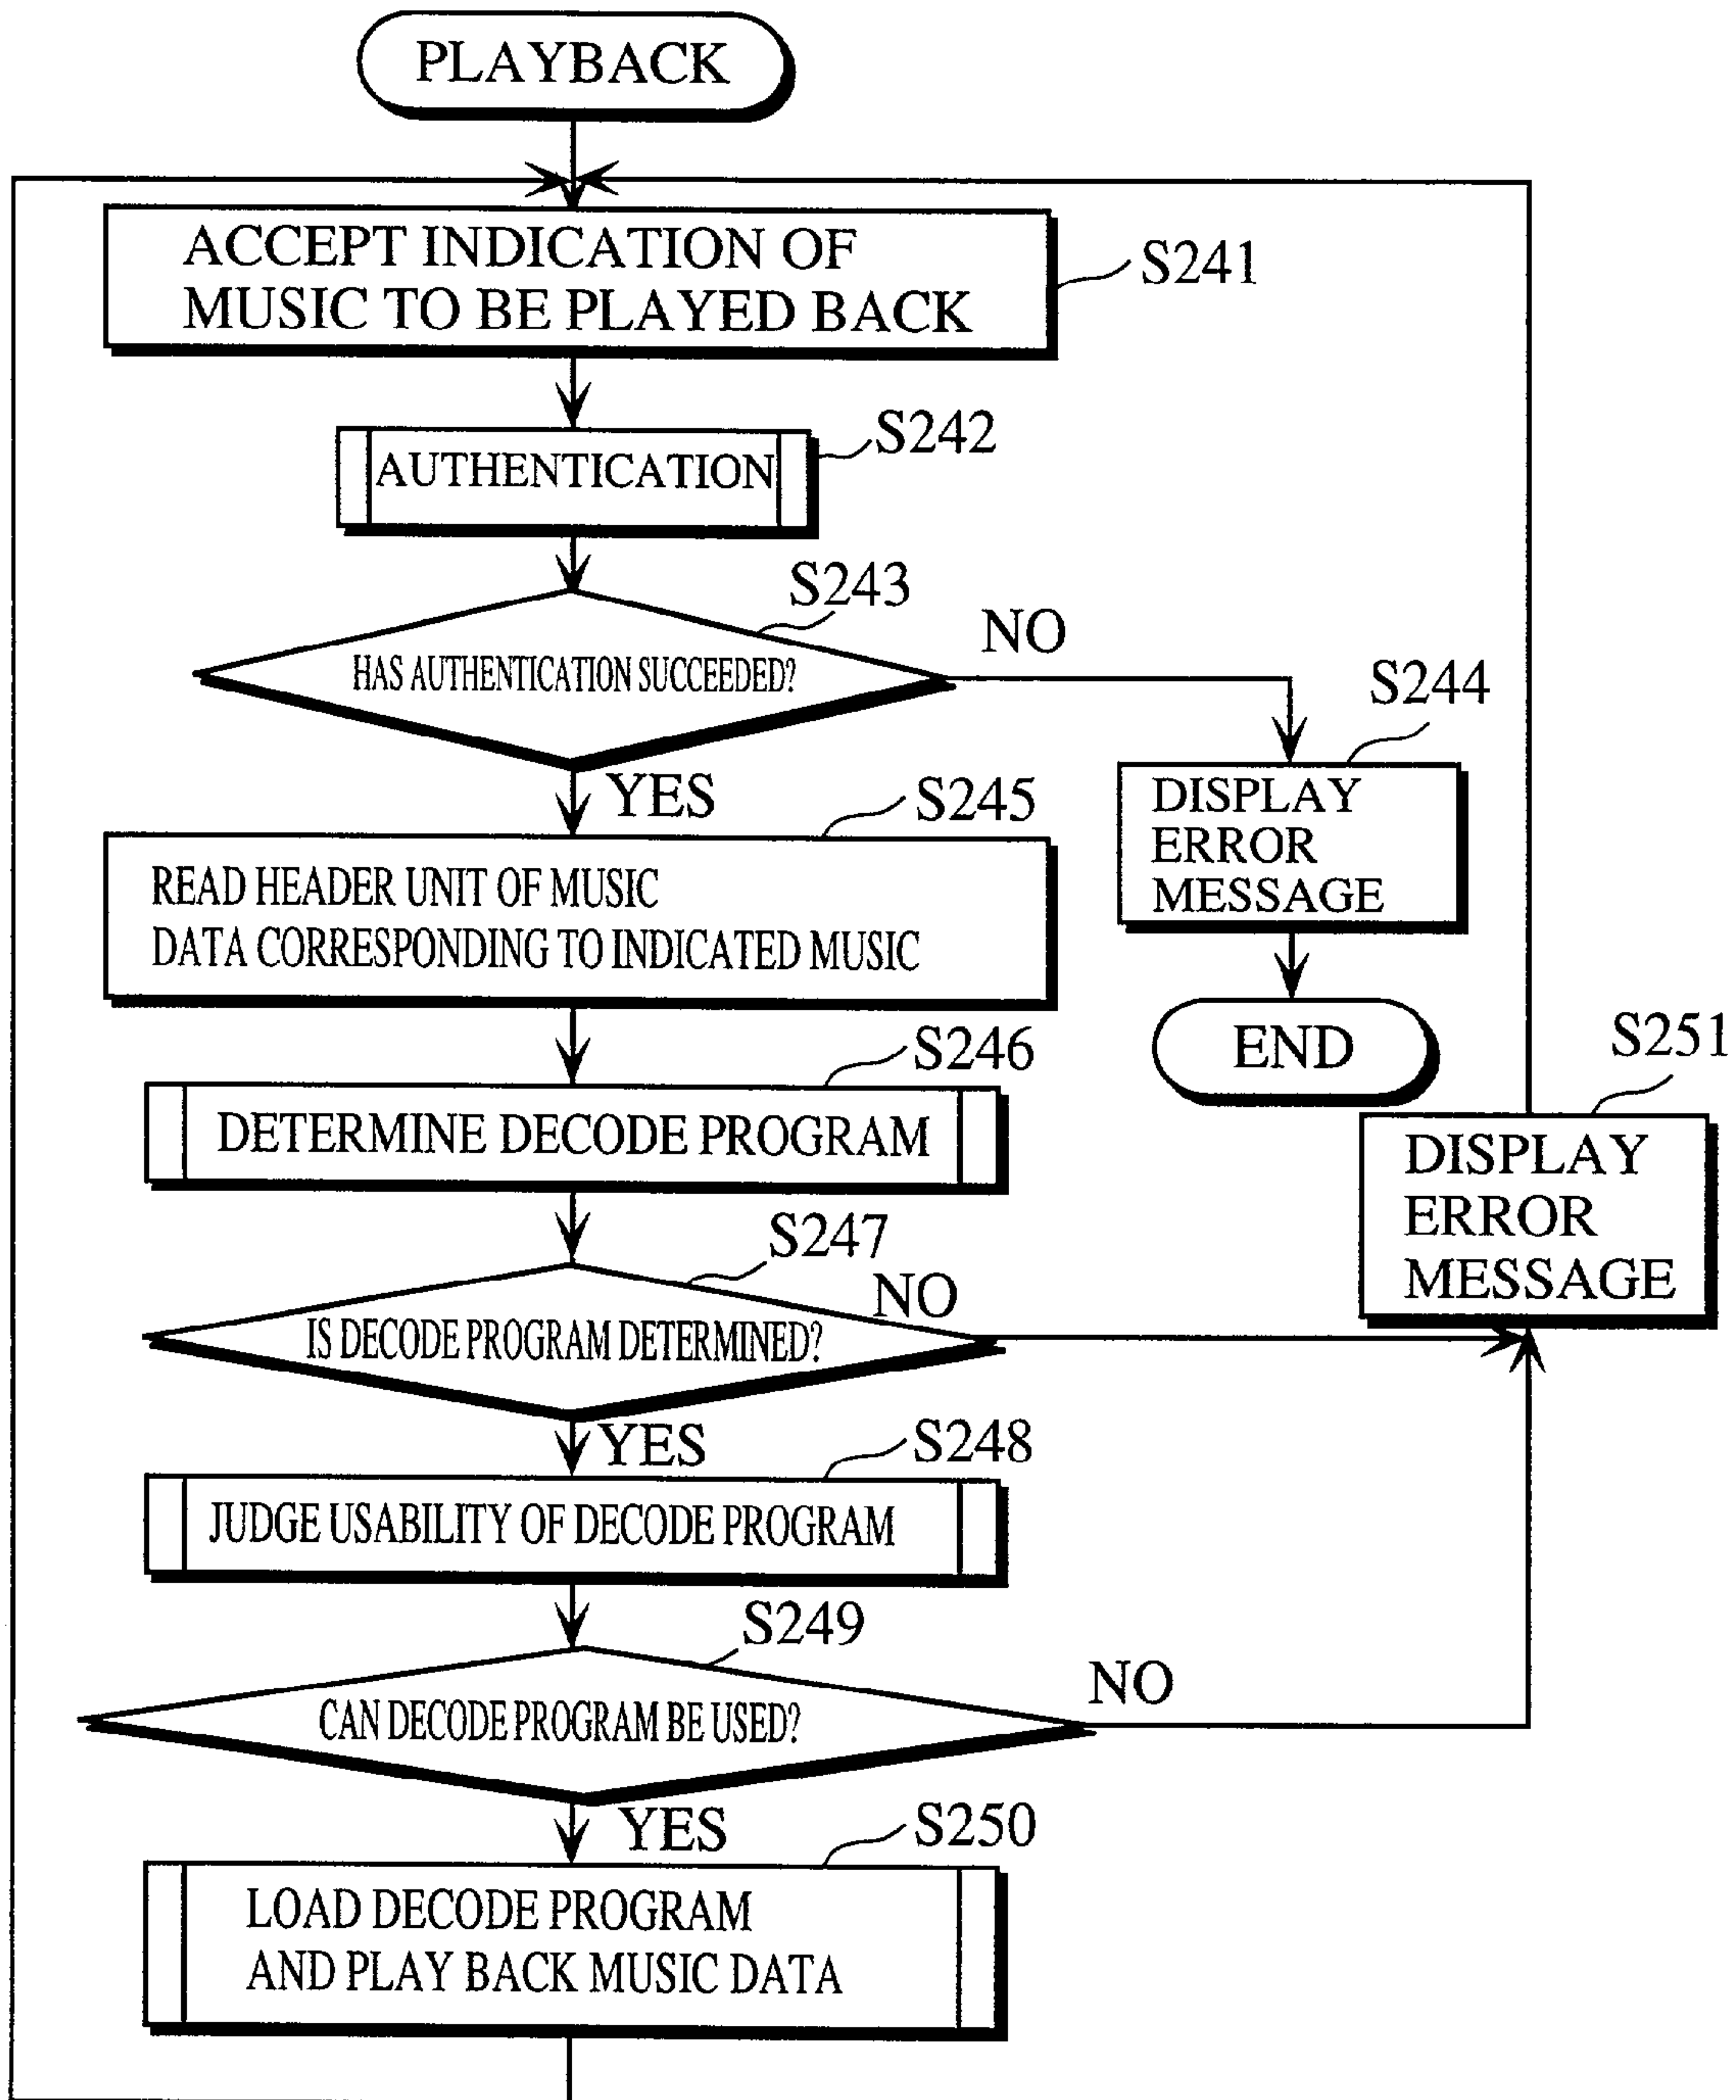 PLAYBACK
ACCEPT INDICATION OF
MUSIC TO BE PLAYED BACK
S241
AUTHENTICATION
S242
S243
HAS AUTHENTICATION SUCCEEDED?
NO
S244
DISPLAY
ERROR
MESSAGE
END
YES
S245
READ HEADER UNIT OF MUSIC
DATA CORRESPONDING TO INDICATED MUSIC
S246
DETERMINE DECODE PROGRAM
S247
IS DECODE PROGRAM DETERMINED?
NO
S251
DISPLAY
ERROR
MESSAGE
YES
S248
JUDGE USABILITY OF DECODE PROGRAM
S249
CAN DECODE PROGRAM BE USED?
NO
YES
S250
LOAD DECODE PROGRAM
AND PLAY BACK MUSIC DATA